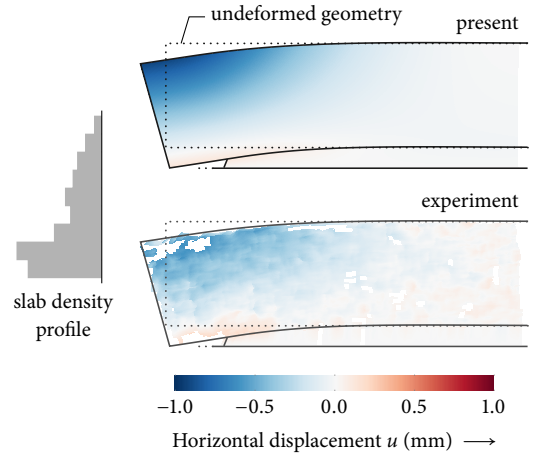 undeformed geometry
present
experiment
slab density
profile
−1.0 −0.5 0.0 0.5 1.0
Horizontal displacement u (mm) ⟶